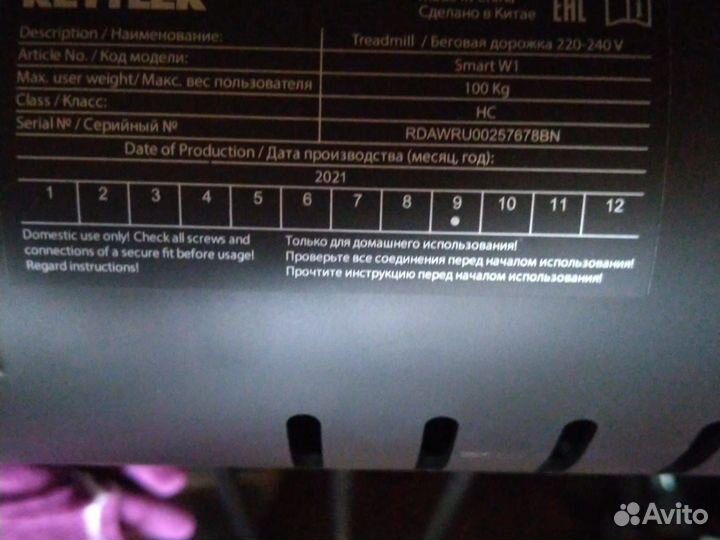 KETTLER
Made in China
Сделано в Китае
EAC
Description / Наименование: Treadmill / Беговая дорожка 220-240 V
Article No. / Код модели: Smart W1
Max. user weight/ Макс. вес пользователя 100 Kg
Class / Класс: HC
Serial № / Серийный № RDAWRU00257678BN
Date of Production / Дата производства (месяц, год):
2021
1 2 3 4 5 6 7 8 9 10 11 12
Domestic use only! Check all screws and
connections of a secure fit before usage!
Regard instructions!
Только для домашнего использования!
Проверьте все соединения перед началом использования!
Прочтите инструкцию перед началом использования!
Avito